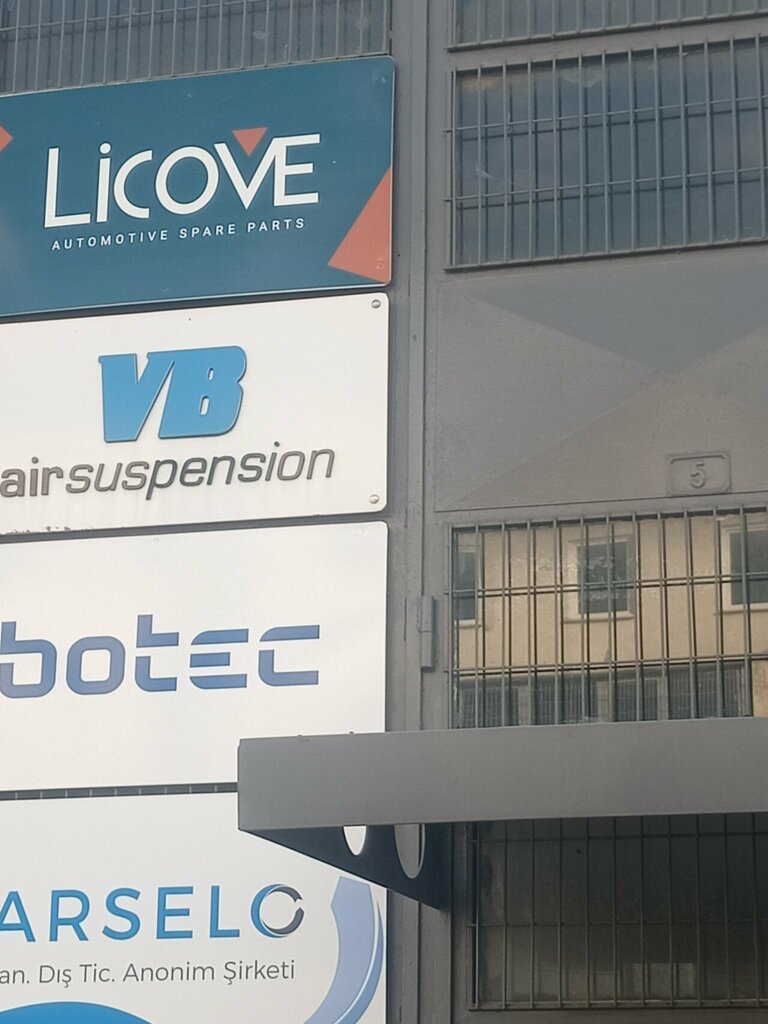 LiCOVE
AUTOMOTIVE SPARE PARTS
VB
airsuspension
5
botec
ARSELO
an. Dış Tic. Anonim Şirketi